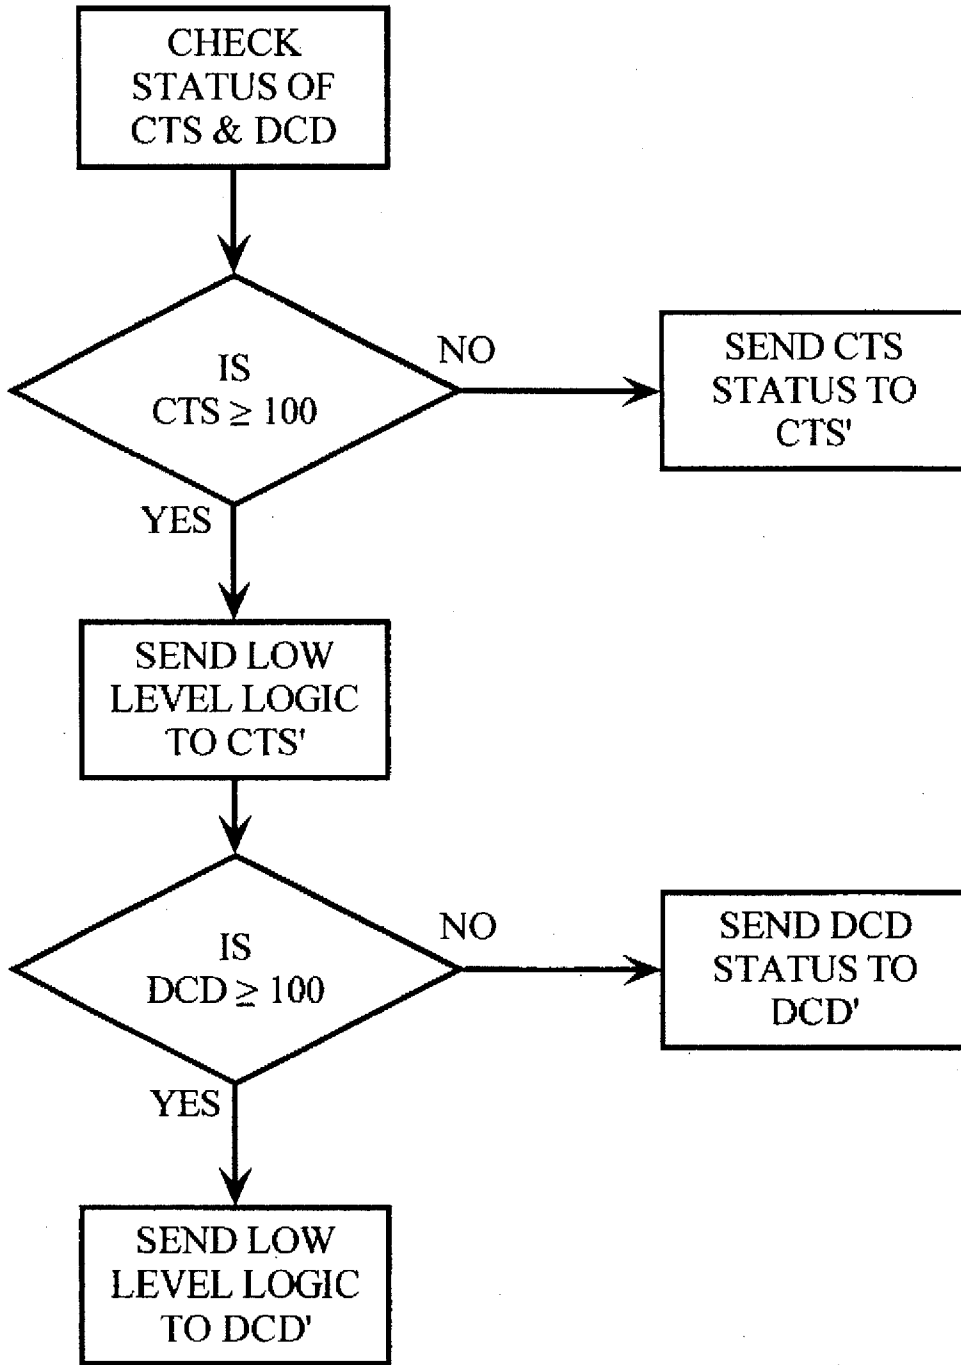 CHECK
STATUS OF
CTS & DCD
IS
CTS ≥ 100
NO
SEND CTS
STATUS TO
CTS'
YES
SEND LOW
LEVEL LOGIC
TO CTS'
IS
DCD ≥ 100
NO
SEND DCD
STATUS TO
DCD'
YES
SEND LOW
LEVEL LOGIC
TO DCD'